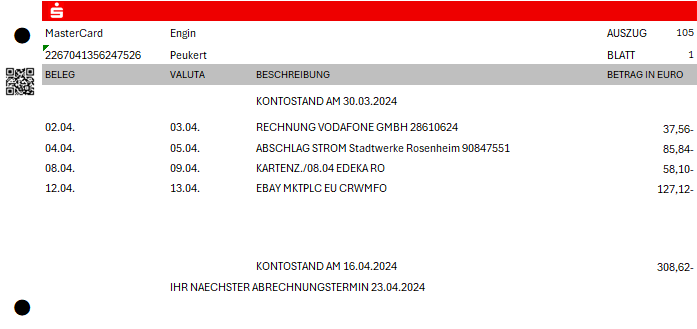 MasterCard Engin AUSZUG 105
2267041356247526 Peukert BLATT 1
BELEG VALUTA BESCHREIBUNG BETRAG IN EURO
KONTOSTAND AM 30.03.2024
02.04. 03.04. RECHNUNG VODAFONE GMBH 28610624 37,56-
04.04. 05.04. ABSCHLAG STROM Stadtwerke Rosenheim 90847551 85,84-
08.04. 09.04. KARTENZ./08.04 EDEKA RO 58,10-
12.04. 13.04. EBAY MKTPLC EU CRWMFO 127,12-
KONTOSTAND AM 16.04.2024 308,62-
IHR NAECHSTER ABRECHNUNGSTERMIN 23.04.2024